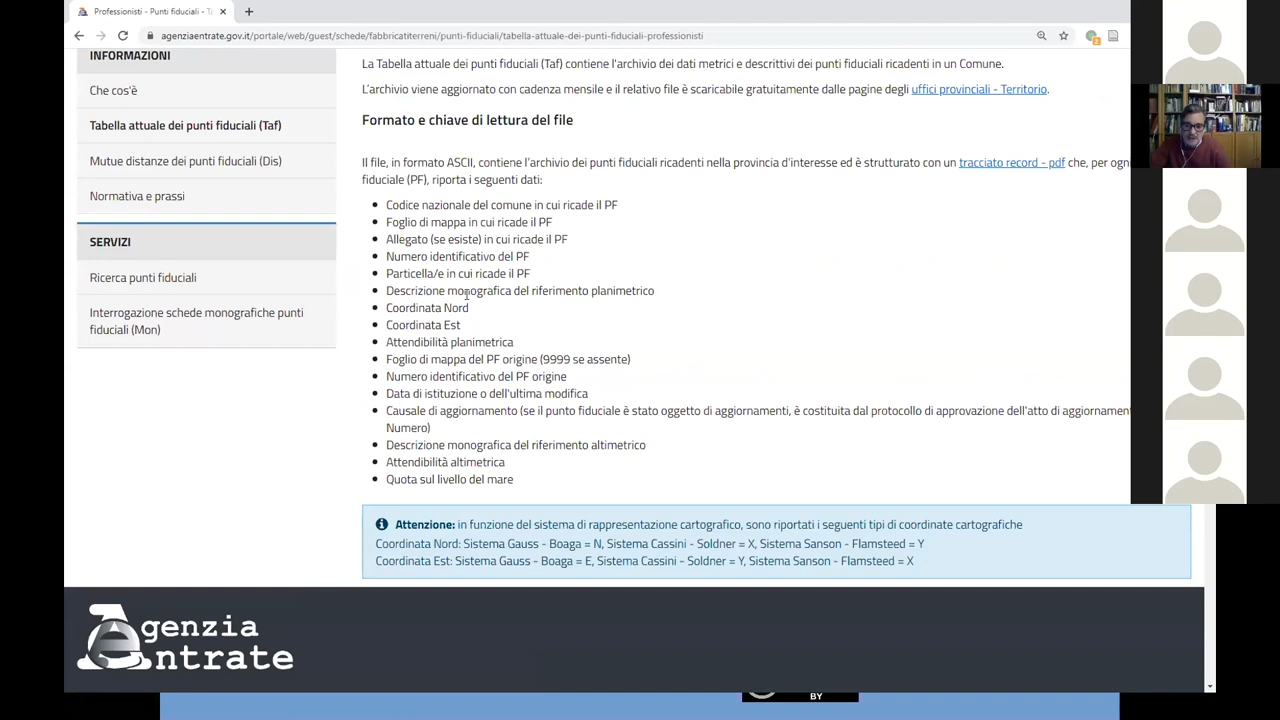 Professionisti - Punti fiduciali - Ta
agenziaentrate.gov.it/portale/web/guest/schede/fabbricatiterreni/punti-fiduciali/tabella-attuale-dei-punti-fiduciali-professionisti
INFORMAZIONI
Che cos'è
Tabella attuale dei punti fiduciali (Taf)
Mutue distanze dei punti fiduciali (Dis)
Normativa e prassi
SERVIZI
Ricerca punti fiduciali
Interrogazione schede monografiche punti
fiduciali (Mon)
La Tabella attuale dei punti fiduciali (Taf) contiene l'archivio dei dati metrici e descrittivi dei punti fiduciali ricadenti in un Comune.
L'archivio viene aggiornato con cadenza mensile e il relativo file è scaricabile gratuitamente dalle pagine degli uffici provinciali - Territorio.
Formato e chiave di lettura del file
Il file, in formato ASCII, contiene l'archivio dei punti fiduciali ricadenti nella provincia d'interesse ed è strutturato con un tracciato record - pdf che, per ogni
fiduciale (PF), riporta i seguenti dati:
Codice nazionale del comune in cui ricade il PF
Foglio di mappa in cui ricade il PF
Allegato (se esiste) in cui ricade il PF
Numero identificativo del PF
Particella/e in cui ricade il PF
Descrizione monografica del riferimento planimetrico
Coordinata Nord
Coordinata Est
Attendibilità planimetrica
Foglio di mappa del PF origine (9999 se assente)
Numero identificativo del PF origine
Data di istituzione o dell'ultima modifica
Causale di aggiornamento (se il punto fiduciale è stato oggetto di aggiornamenti, è costituita dal protocollo di approvazione dell'atto di aggiornament
Numero)
Descrizione monografica del riferimento altimetrico
Attendibilità altimetrica
Quota sul livello del mare
Attenzione: in funzione del sistema di rappresentazione cartografico, sono riportati i seguenti tipi di coordinate cartografiche
Coordinata Nord: Sistema Gauss - Boaga = N, Sistema Cassini - Soldner = X, Sistema Sanson - Flamsteed = Y
Coordinata Est: Sistema Gauss - Boaga = E, Sistema Cassini - Soldner = Y, Sistema Sanson - Flamsteed = X
Agenzia
Entrate
BY